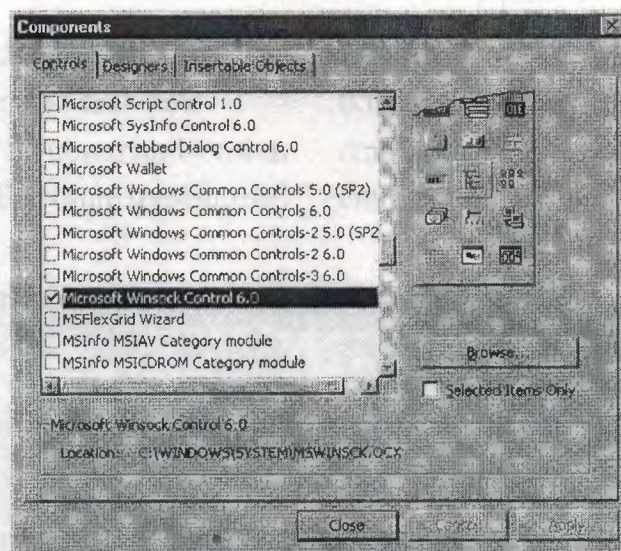 Components
Controls Designers Insertable Objects
Microsoft Script Control 1.0
Microsoft SysInfo Control 6.0
Microsoft Tabbed Dialog Control 6.0
Microsoft Wallet
Microsoft Windows Common Controls 5.0 (SP2)
Microsoft Windows Common Controls 6.0
Microsoft Windows Common Controls-2 5.0 (SP2
Microsoft Windows Common Controls-2 6.0
Microsoft Windows Common Controls-3 6.0
Microsoft Winsock Control 6.0
MSFlexGrid Wizard
MSInfo MSIAV Category module
MSInfo MSICDROM Category module
Browse...
Selected Items Only
Microsoft Winsock Control 6.0
Location: C:\WINDOWS\SYSTEM\MSWINSCK.OCX
Close Cancel Apply